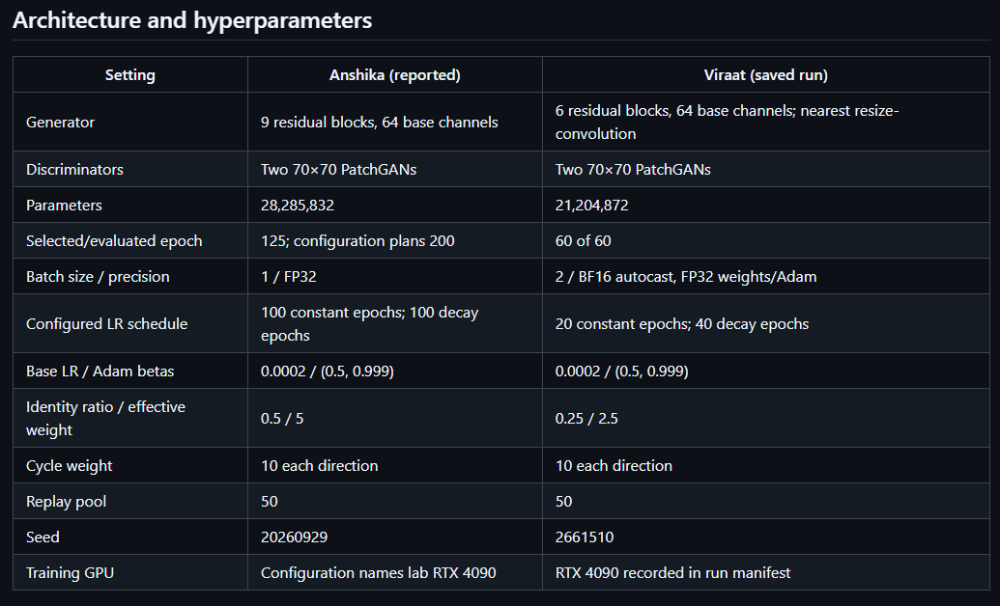 Architecture and hyperparameters
Setting
Anshika (reported)
Viraat (saved run)
Generator
9 residual blocks, 64 base channels
6 residual blocks, 64 base channels; nearest resize-
convolution
Discriminators
Two 70×70 PatchGANs
Two 70×70 PatchGANs
Parameters
28,285,832
21,204,872
Selected/evaluated epoch
125; configuration plans 200
60 of 60
Batch size / precision
1 / FP32
2 / BF16 autocast, FP32 weights/Adam
Configured LR schedule
100 constant epochs; 100 decay
epochs
20 constant epochs; 40 decay epochs
Base LR / Adam betas
0.0002 / (0.5, 0.999)
0.0002 / (0.5, 0.999)
Identity ratio / effective
weight
0.5 / 5
0.25 / 2.5
Cycle weight
10 each direction
10 each direction
Replay pool
50
50
Seed
20260929
2661510
Training GPU
Configuration names lab RTX 4090
RTX 4090 recorded in run manifest